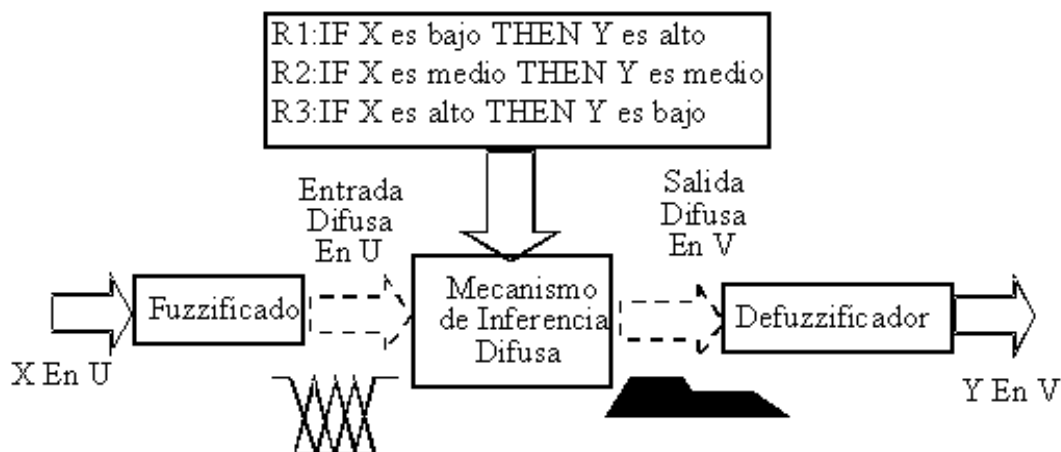 R1:IF X es bajo THEN Y es alto
R2:IF X es medio THEN Y es medio
R3:IF X es alto THEN Y es bajo
Entrada
Difusa
En U
Salida
Difusa
En V
Fuzzificado
Mecanismo
de Inferencia
Difusa
Defuzzificador
X En U
Y En V